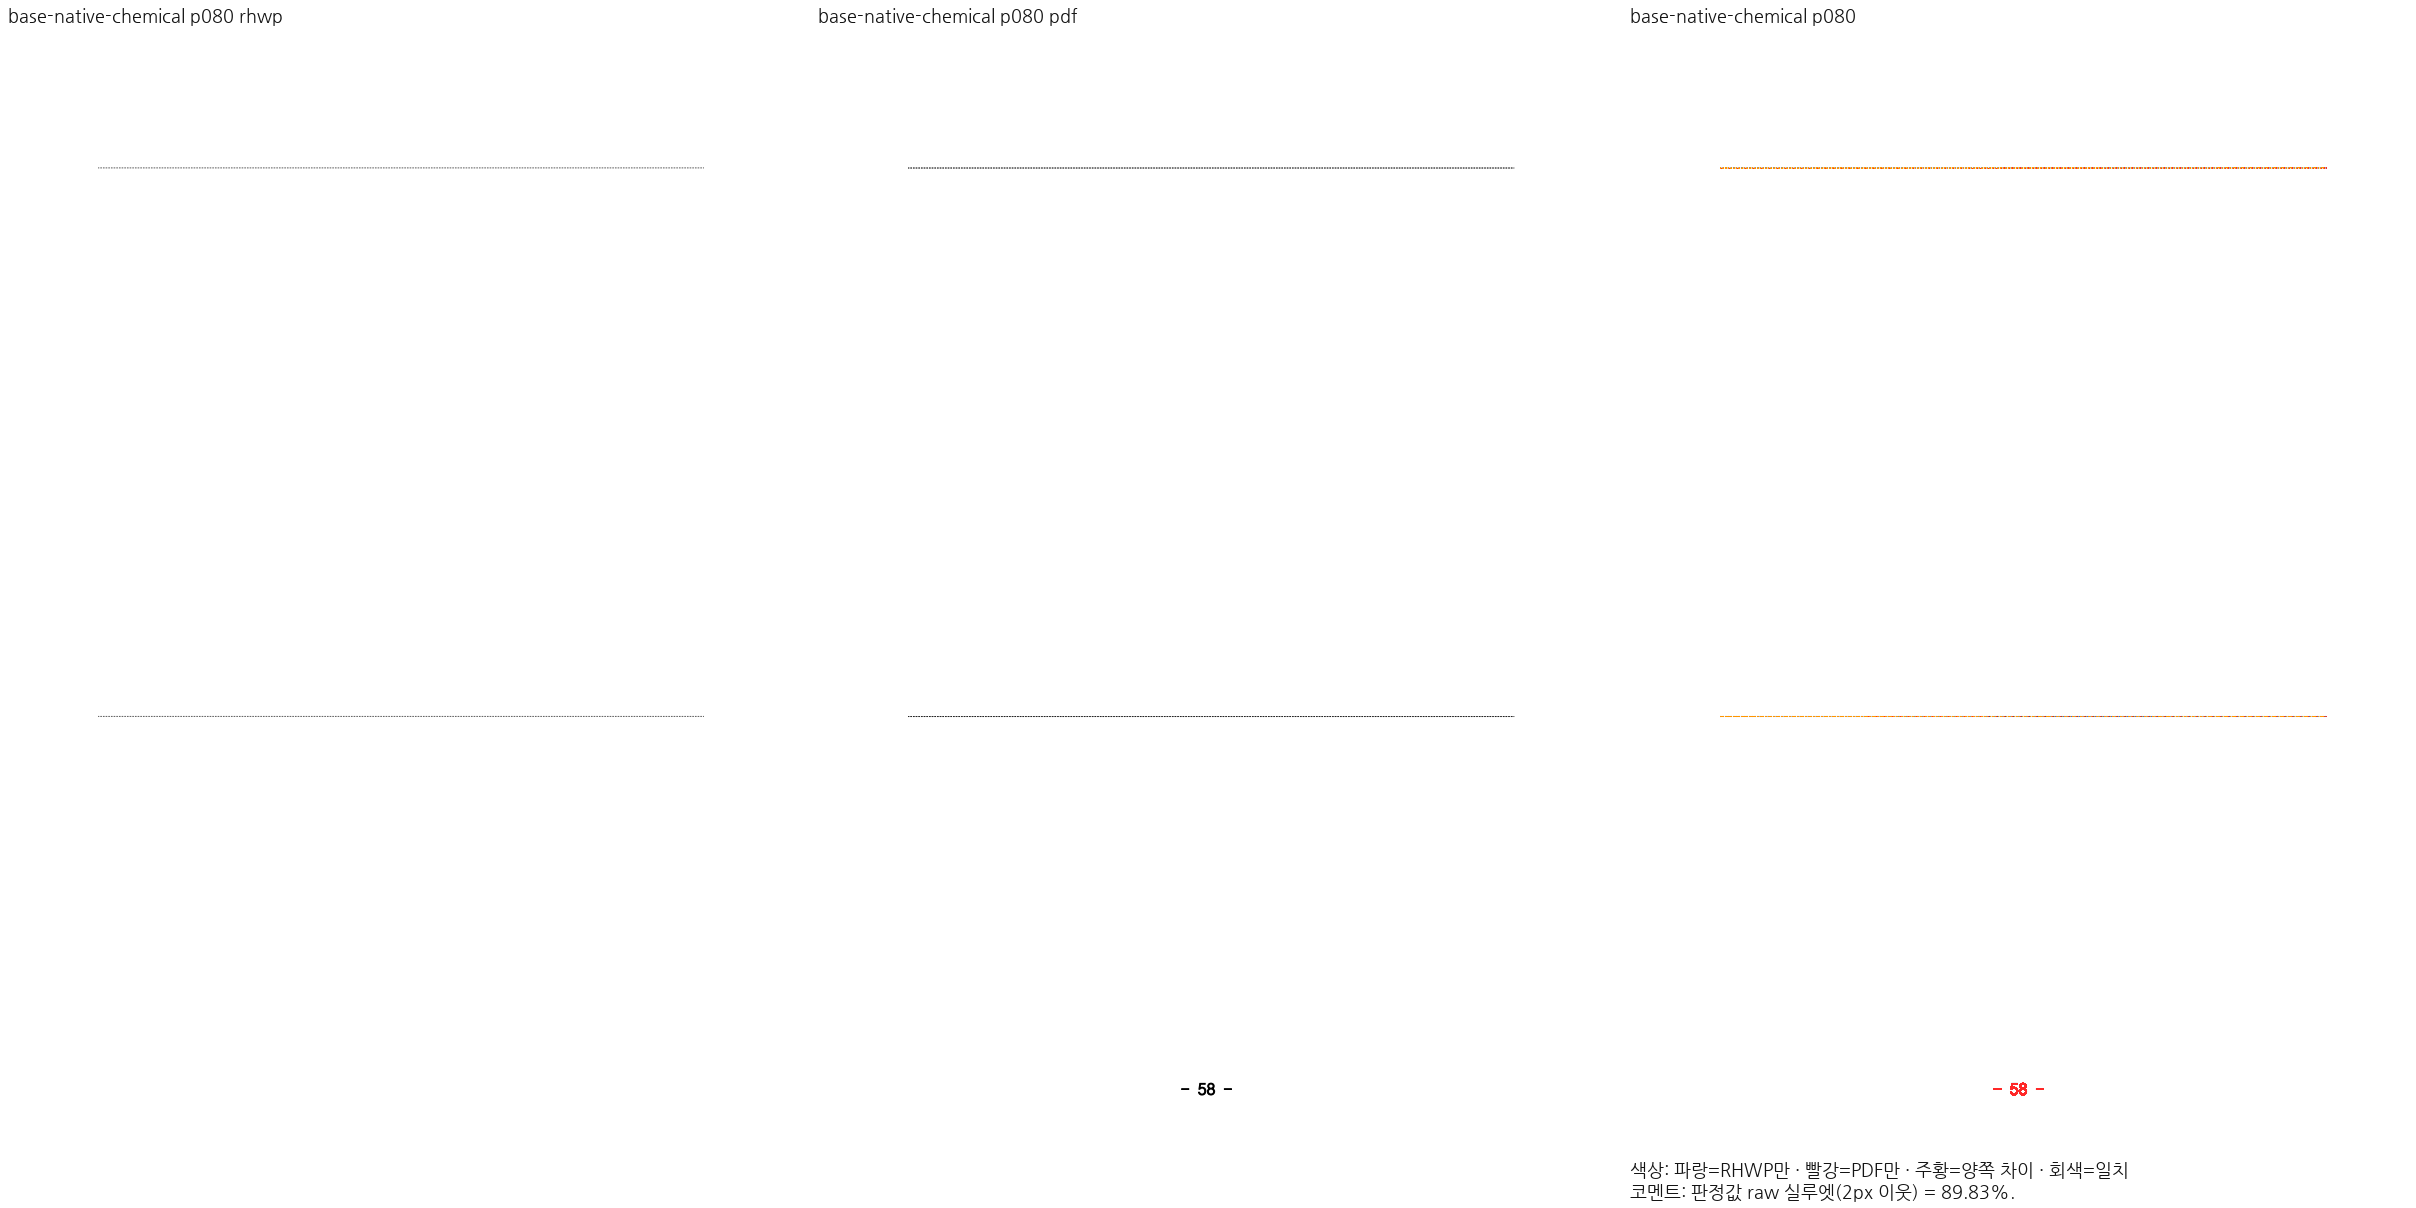 base-native-chemical p080 rhwp
base-native-chemical p080 pdf
base-native-chemical p080
- 58 -
- 58 -
색상: 파랑=RHWP만 · 빨강=PDF만 · 주황=양쪽 차이 · 회색=일치
코멘트: 판정값 raw 실루엣(2px 이웃) = 89.83%.